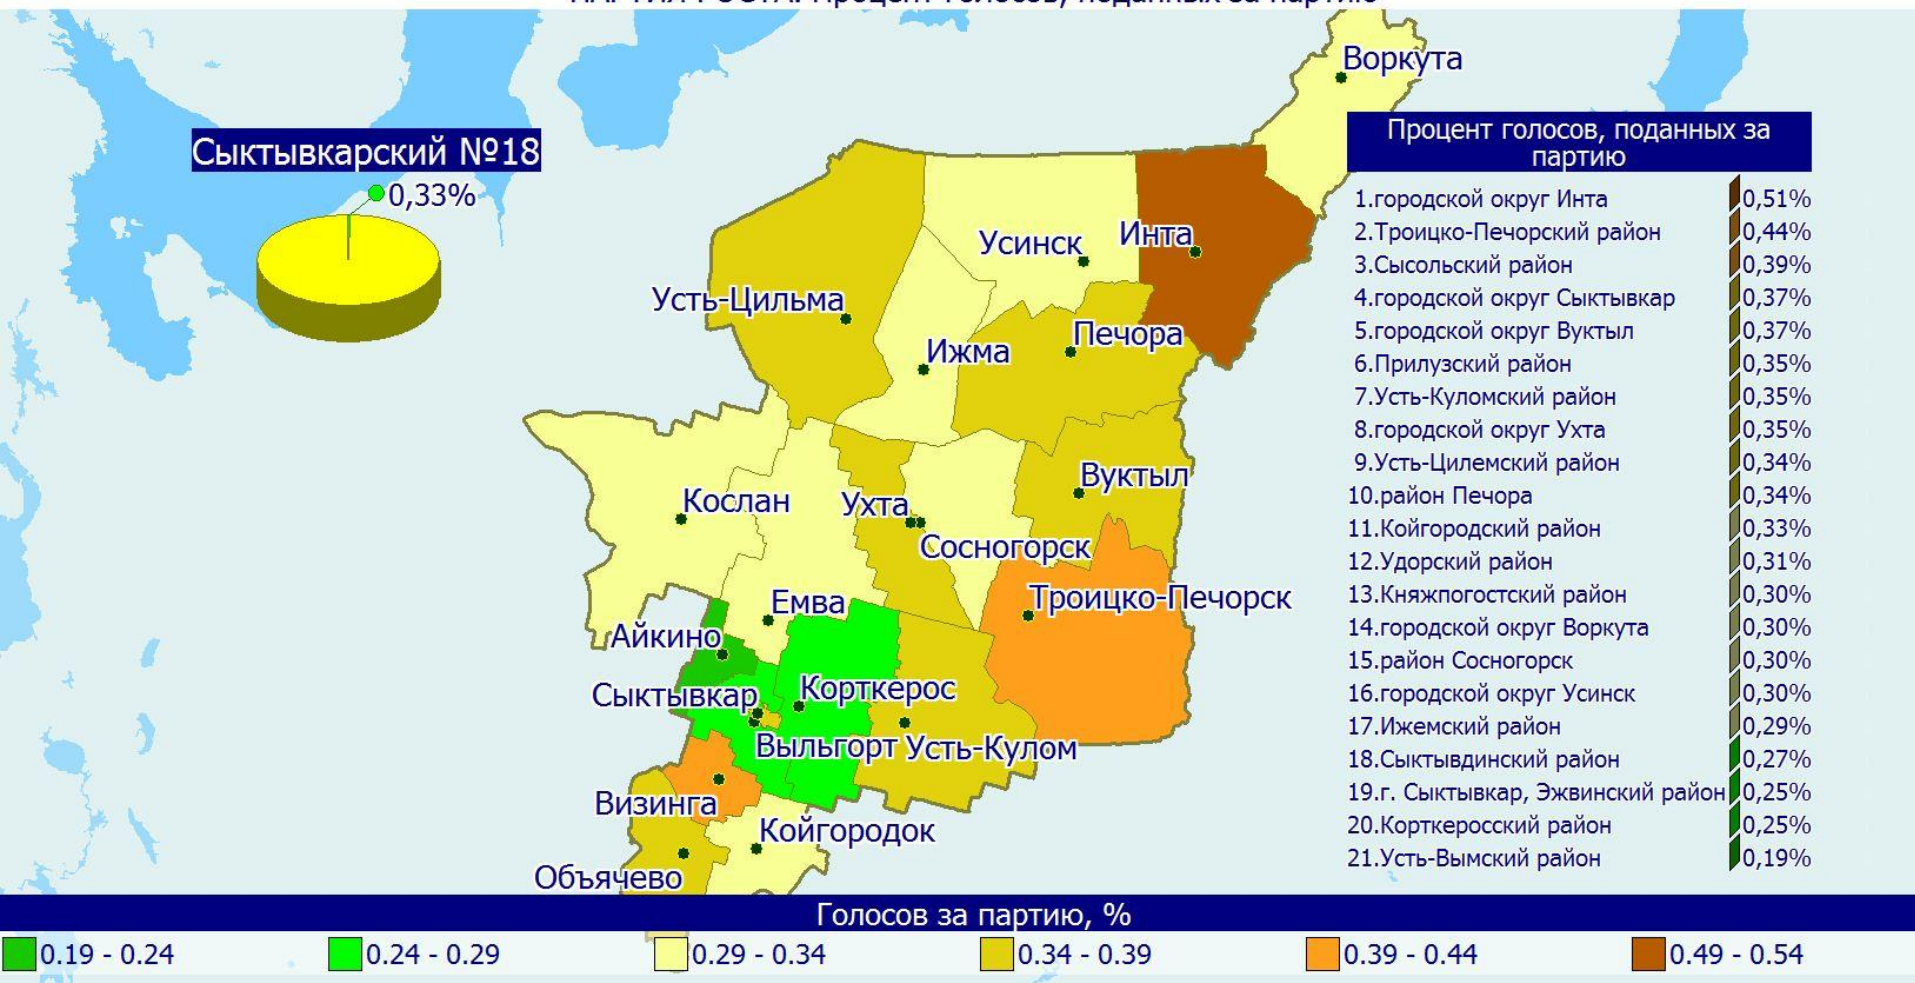 Сыктывкарский №18
0,33%
Воркута
Усинск
Инта
Усть-Цильма
Печора
Ижма
Вуктыл
Кослан
Ухта
Сосногорск
Троицко-Печорск
Емва
Айкино
Сыктывкар
Корткерос
Выльгорт
Усть-Кулом
Визинга
Койгородок
Объячево
Процент голосов, поданных за
партию
1.городской округ Инта 0,51%
2.Троицко-Печорский район 0,44%
3.Сысольский район 0,39%
4.городской округ Сыктывкар 0,37%
5.городской округ Вуктыл 0,37%
6.Прилузский район 0,35%
7.Усть-Куломский район 0,35%
8.городской округ Ухта 0,35%
9.Усть-Цилемский район 0,34%
10.район Печора 0,34%
11.Койгородский район 0,33%
12.Удорский район 0,31%
13.Княжпогостский район 0,30%
14.городской округ Воркута 0,30%
15.район Сосногорск 0,30%
16.городской округ Усинск 0,30%
17.Ижемский район 0,29%
18.Сыктывдинский район 0,27%
19.г. Сыктывкар, Эжвинский район 0,25%
20.Корткеросский район 0,25%
21.Усть-Вымский район 0,19%
Голосов за партию, %
0.19 - 0.24
0.24 - 0.29
0.29 - 0.34
0.34 - 0.39
0.39 - 0.44
0.49 - 0.54